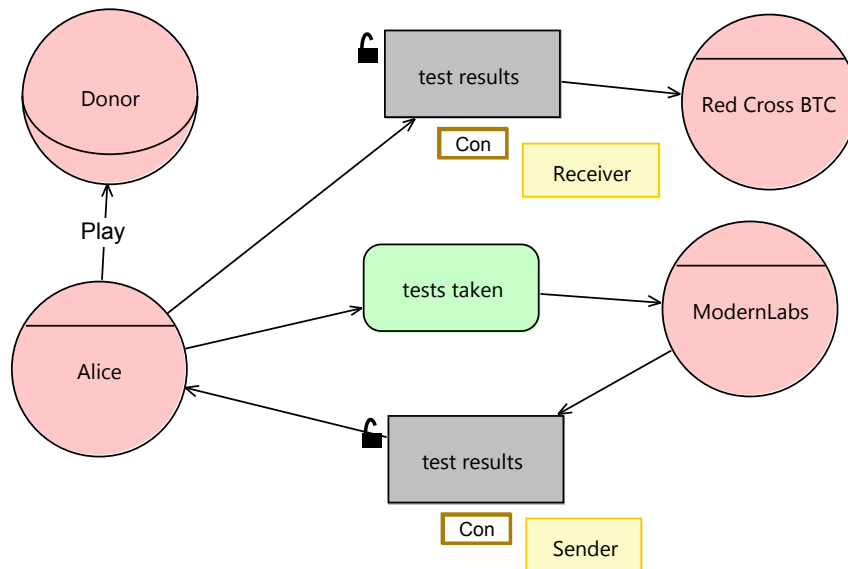 Donor
test results
Red Cross BTC
Con
Receiver
Play
tests taken
ModernLabs
Alice
test results
Con
Sender